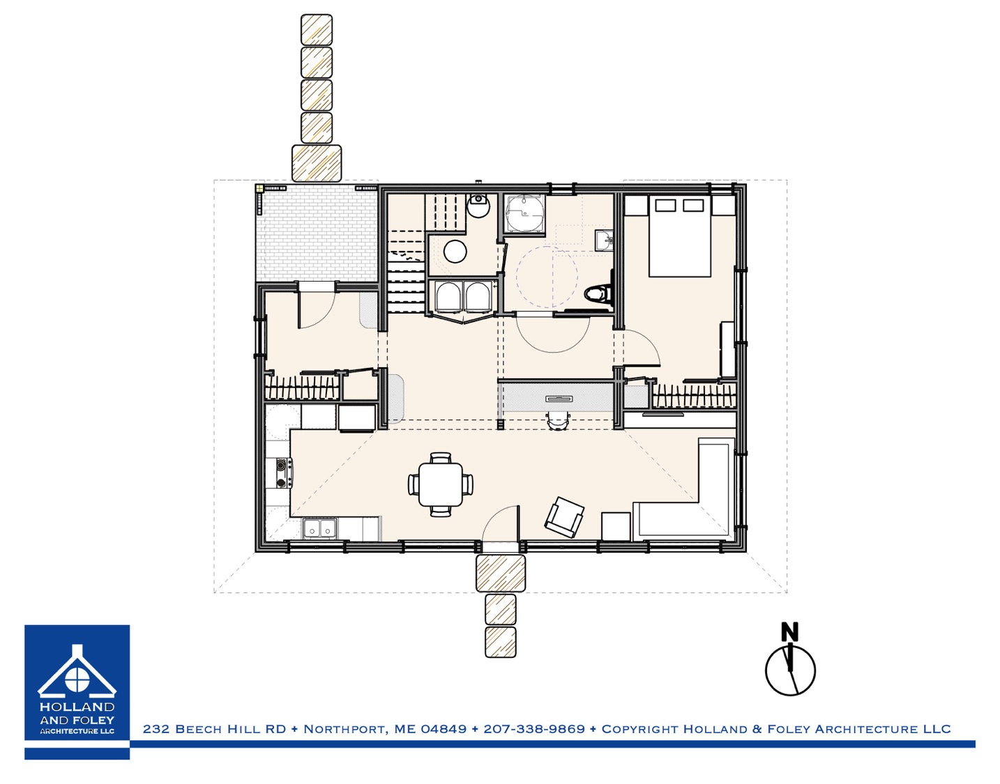 N
HOLLAND
AND FOLEY
ARCHITECTURE LLC
232 BEECH HILL RD + NORTHPORT, ME 04849 + 207-338-9869 + COPYRIGHT HOLLAND & FOLEY ARCHITECTURE LLC